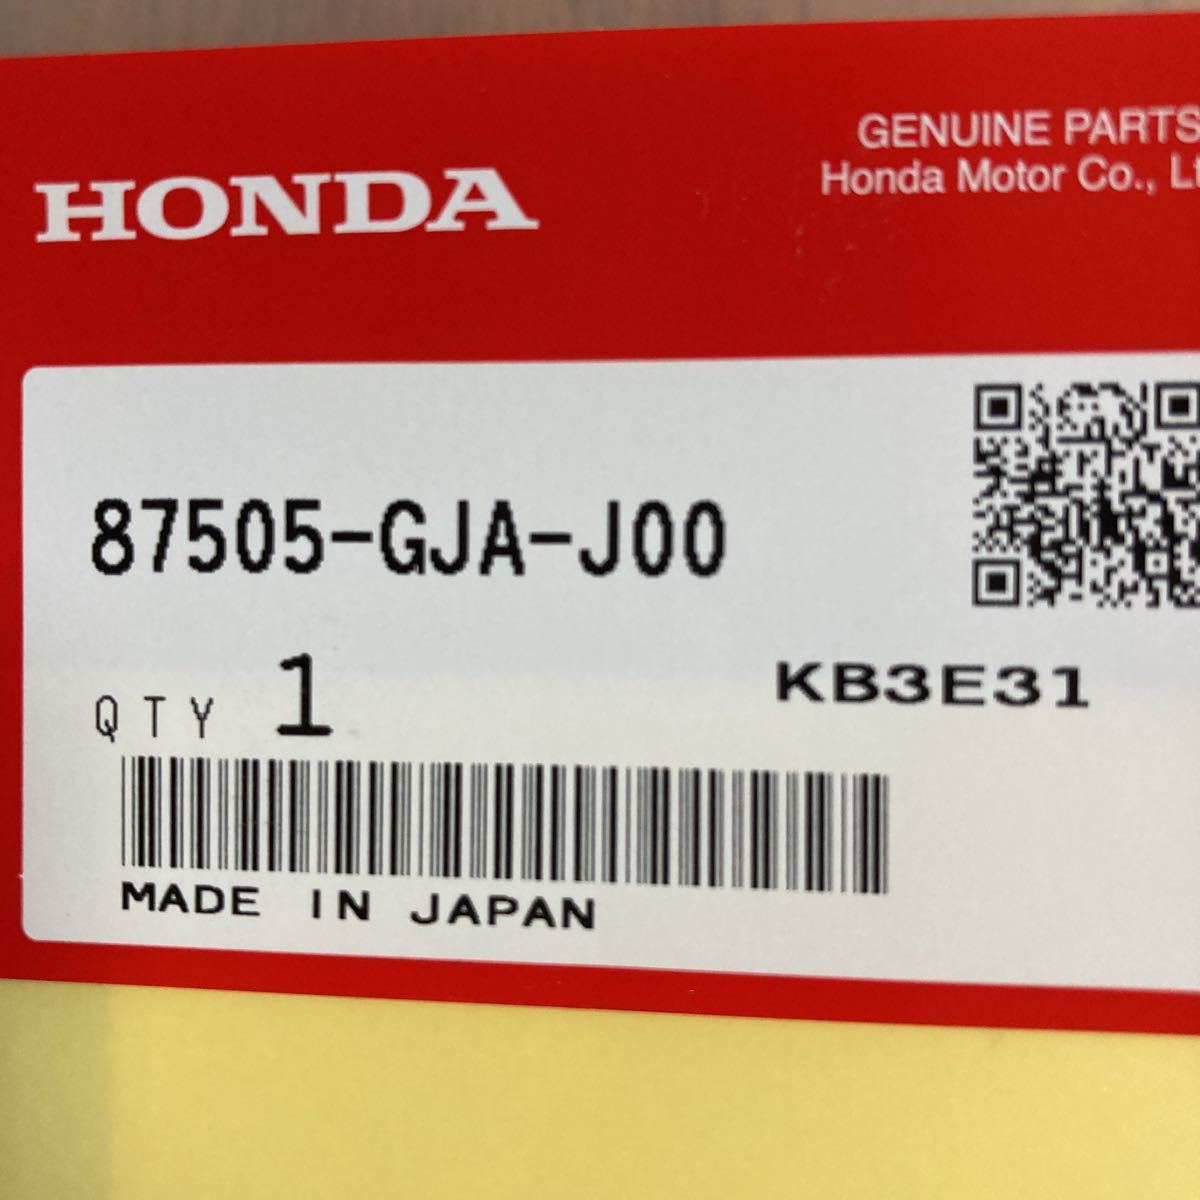 HONDA
GENUINE PARTS
Honda Motor Co., Lt
87505-GJA-J00
QTY 1
KB3E31
MADE IN JAPAN